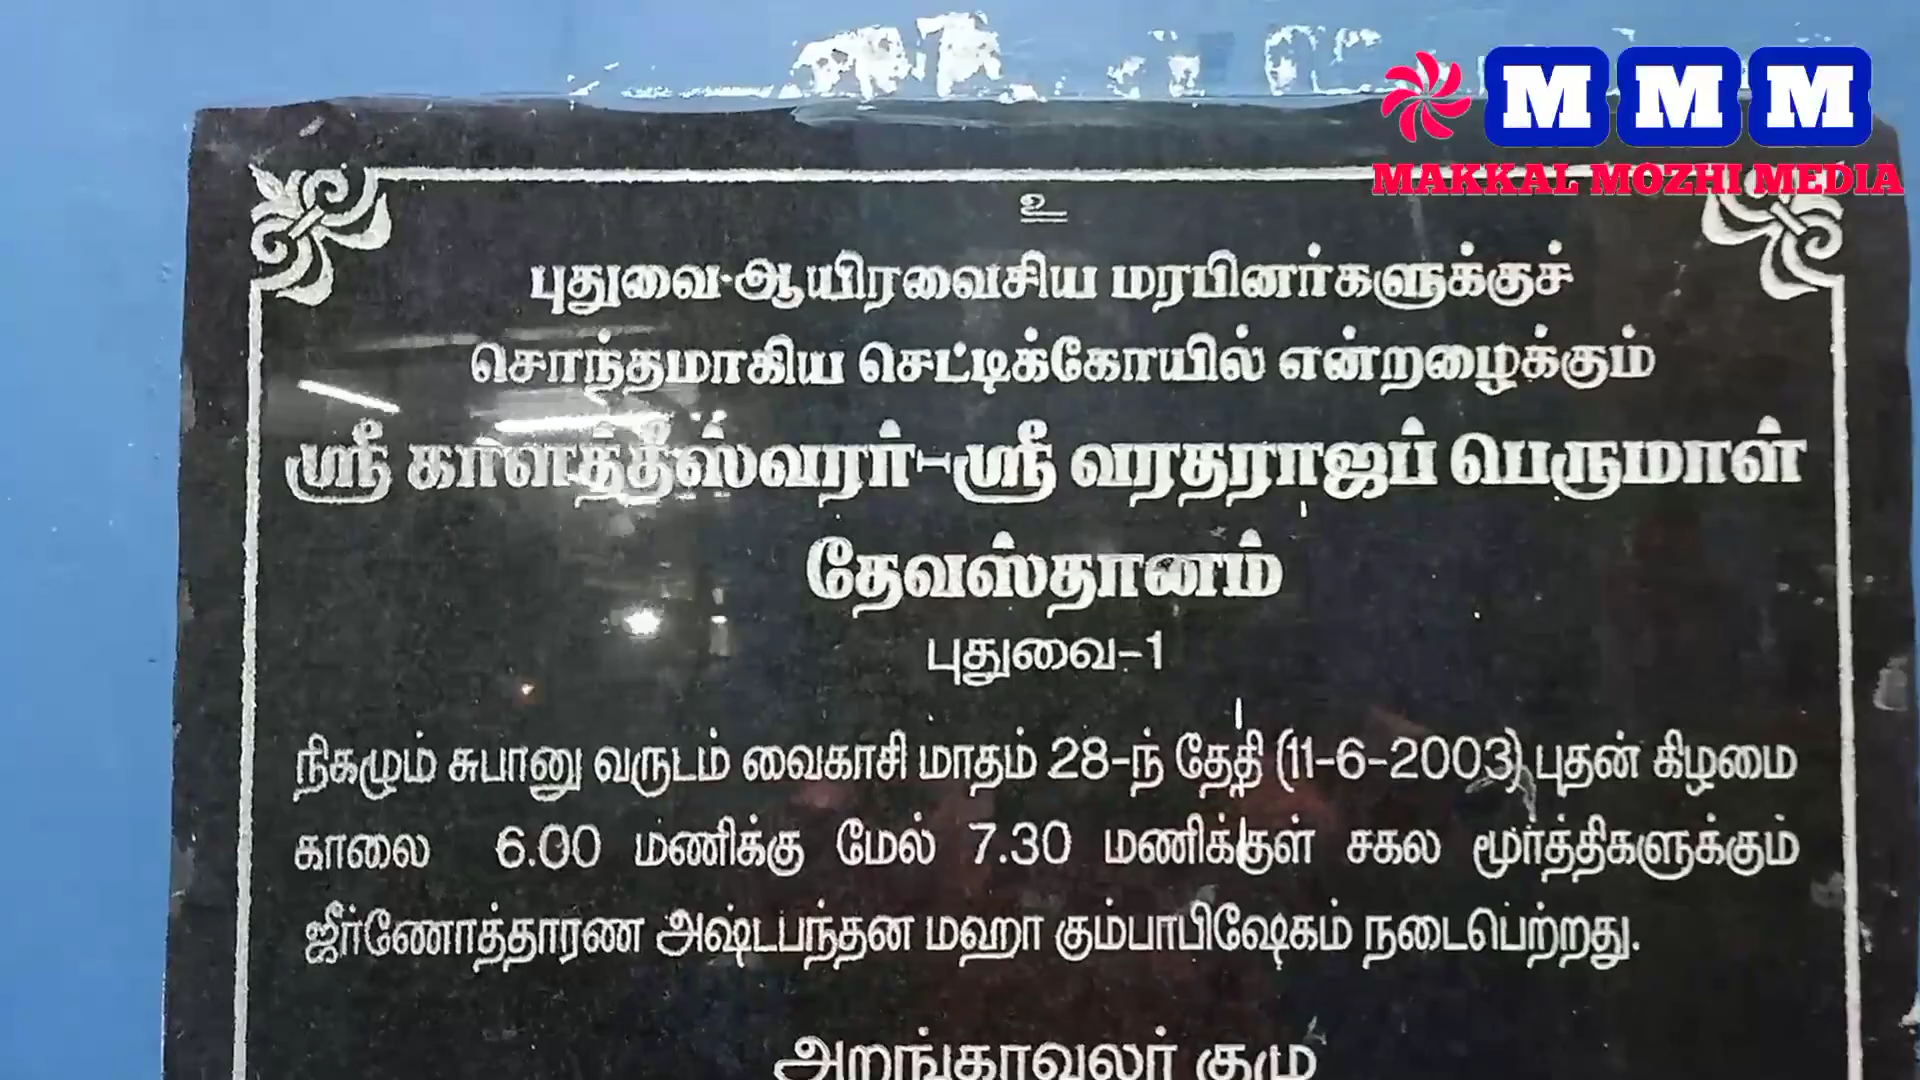 M M M
MAKKAL MOZHI MEDIA
உ
புதுவை-ஆயிரவைசிய மரபினர்களுக்குச்
சொந்தமாகிய செட்டிக்கோயில் என்றழைக்கும்
ஸ்ரீ காளத்தீஸ்வரர்-ஸ்ரீ வரதராஜப் பெருமாள்
தேவஸ்தானம்
புதுவை-1
நிகழும் சுபானு வருடம் வைகாசி மாதம் 28-ந் தேதி (11-6-2003) புதன் கிழமை
காலை 6.00 மணிக்கு மேல் 7.30 மணிக்குள் சகல மூர்த்திகளுக்கும்
ஜீர்ணோத்தாரண அஷ்டபந்தன மஹா கும்பாபிஷேகம் நடைபெற்றது.
அறங்காவலர் குழு